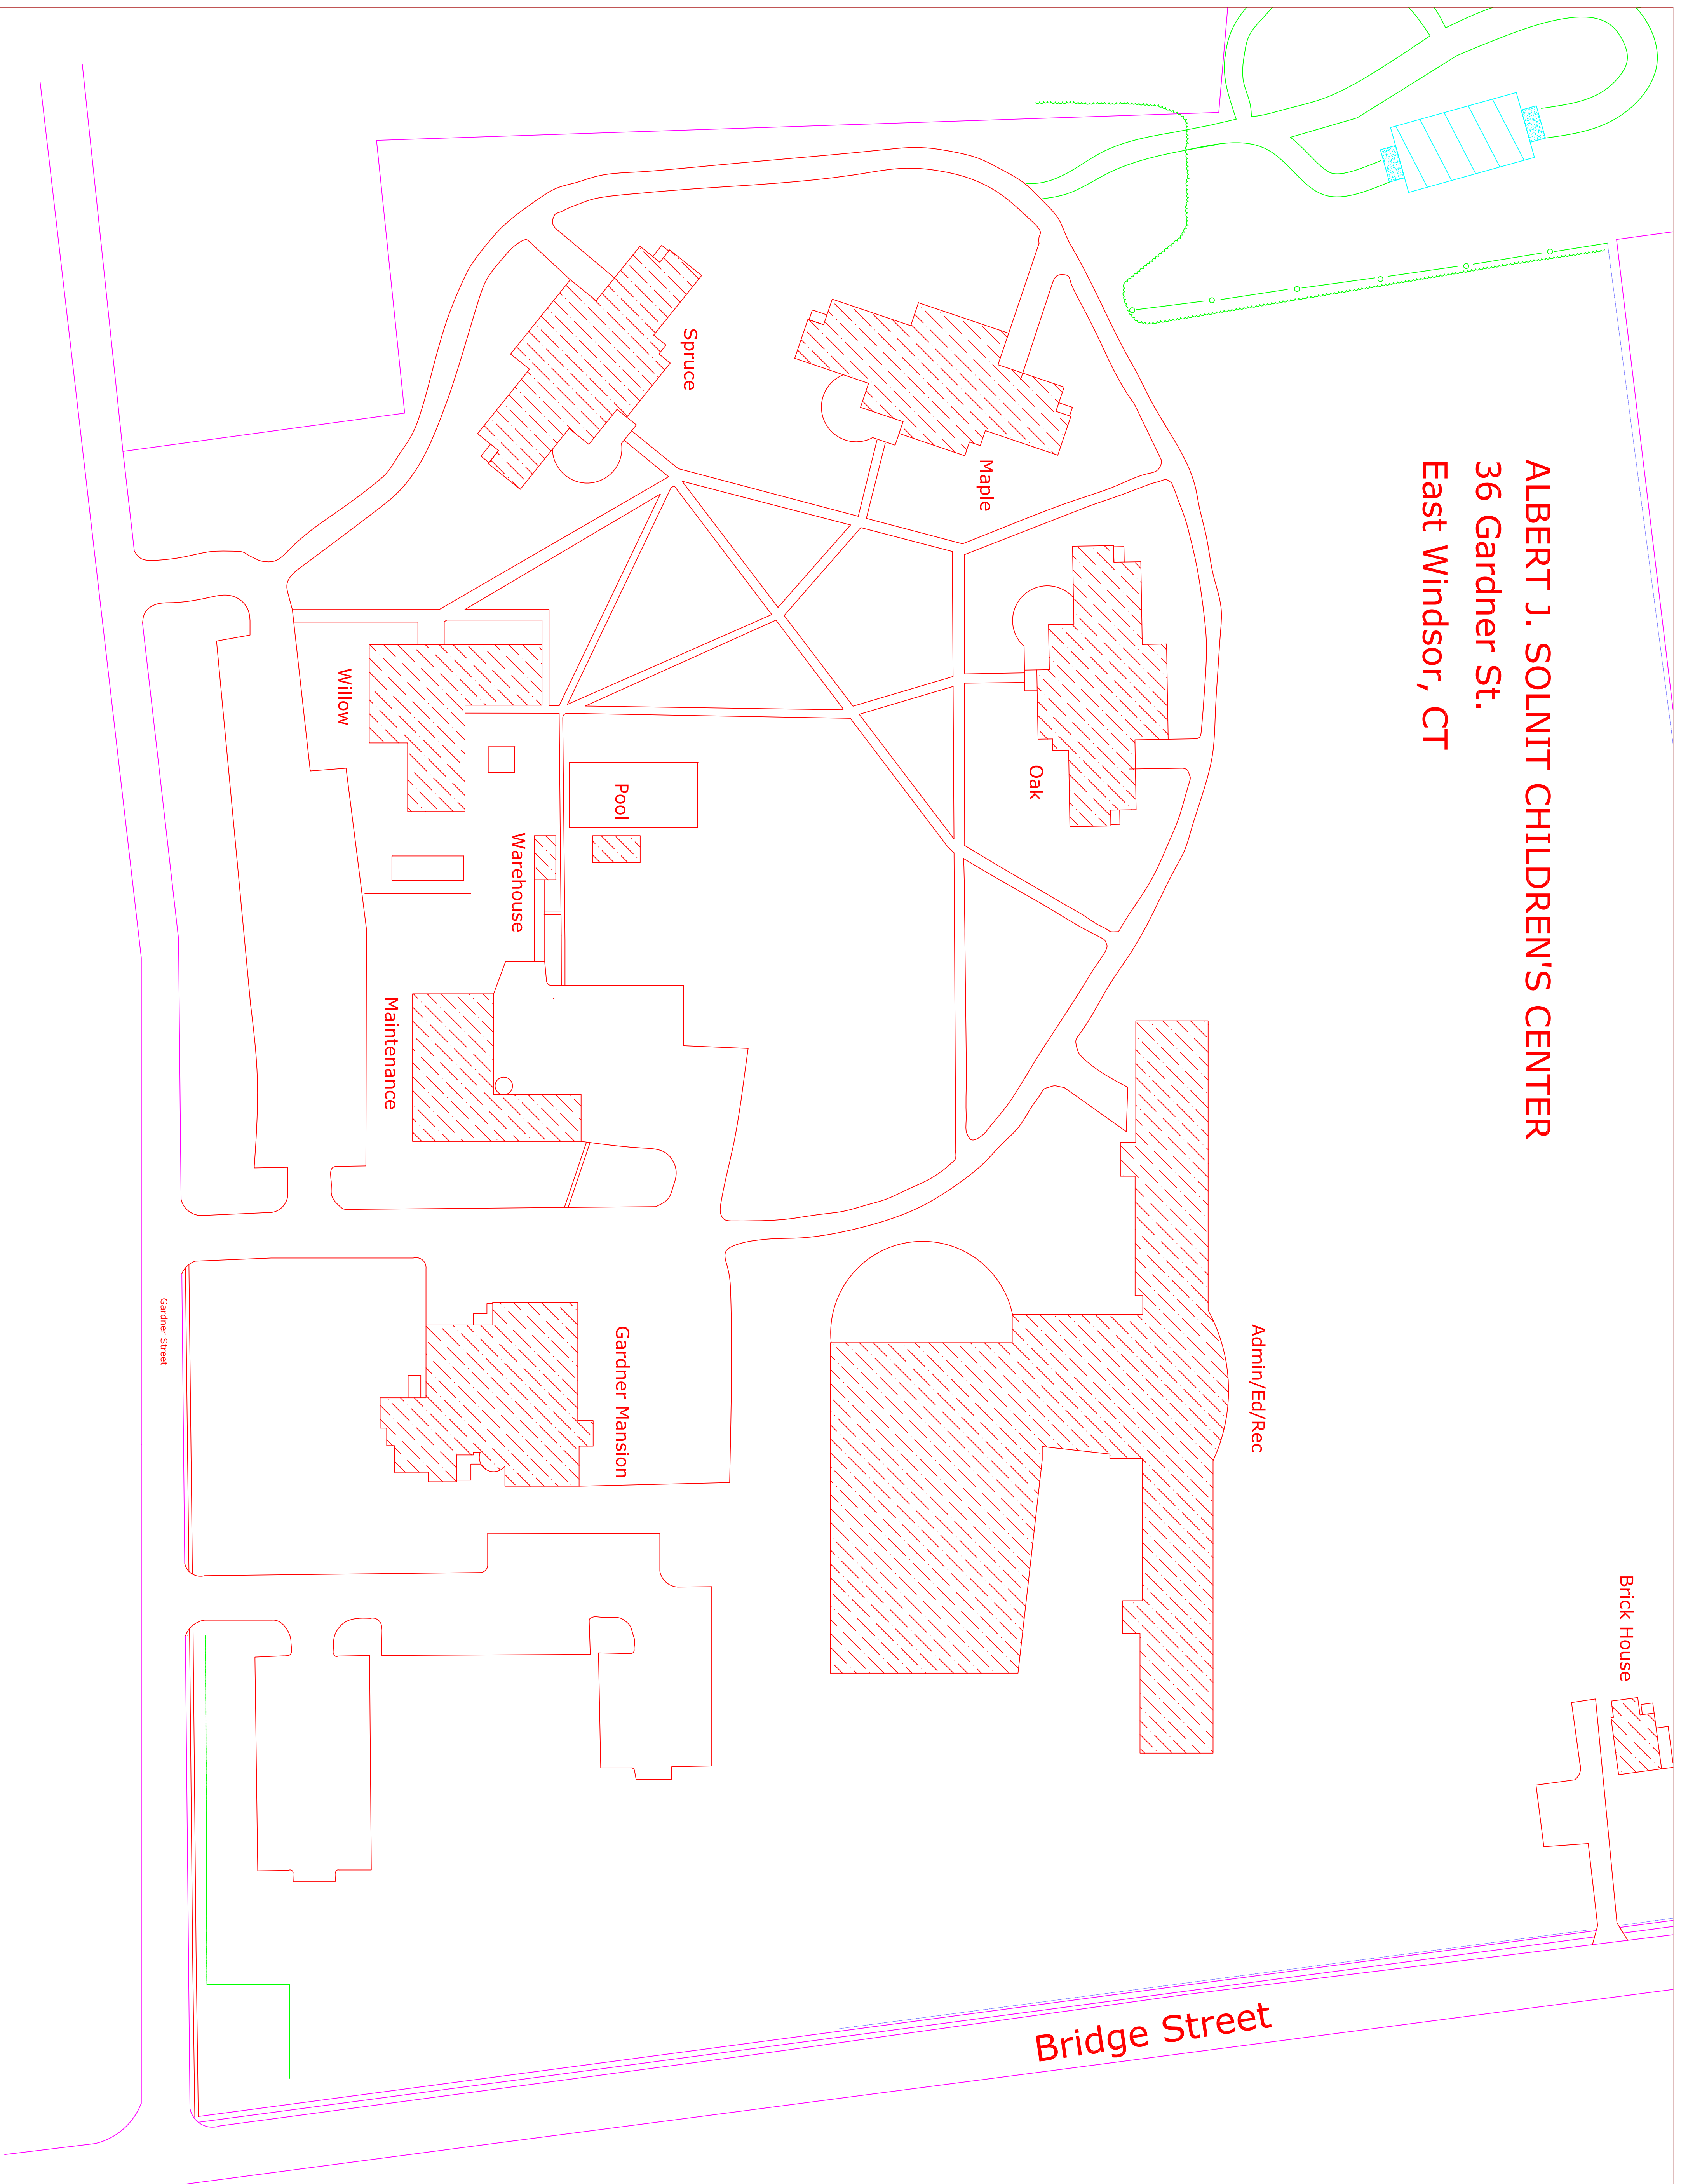 ALBERT J. SOLNIT CHILDREN'S CENTER
36 Gardner St.
East Windsor, CT
Spruce
Maple
Oak
Willow
Pool
Warehouse
Maintenance
Admin/Ed/Rec
Gardner Mansion
Gardner Street
Brick House
Bridge Street